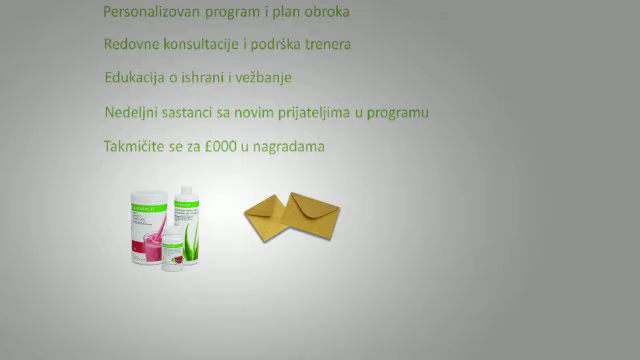 Personalizovan program i plan obroka
Redovne konsultacije i podrška trenera
Edukacija o ishrani i vežbanje
Nedeljni sastanci sa novim prijateljima u programu
Takmičite se za £000 u nagradama